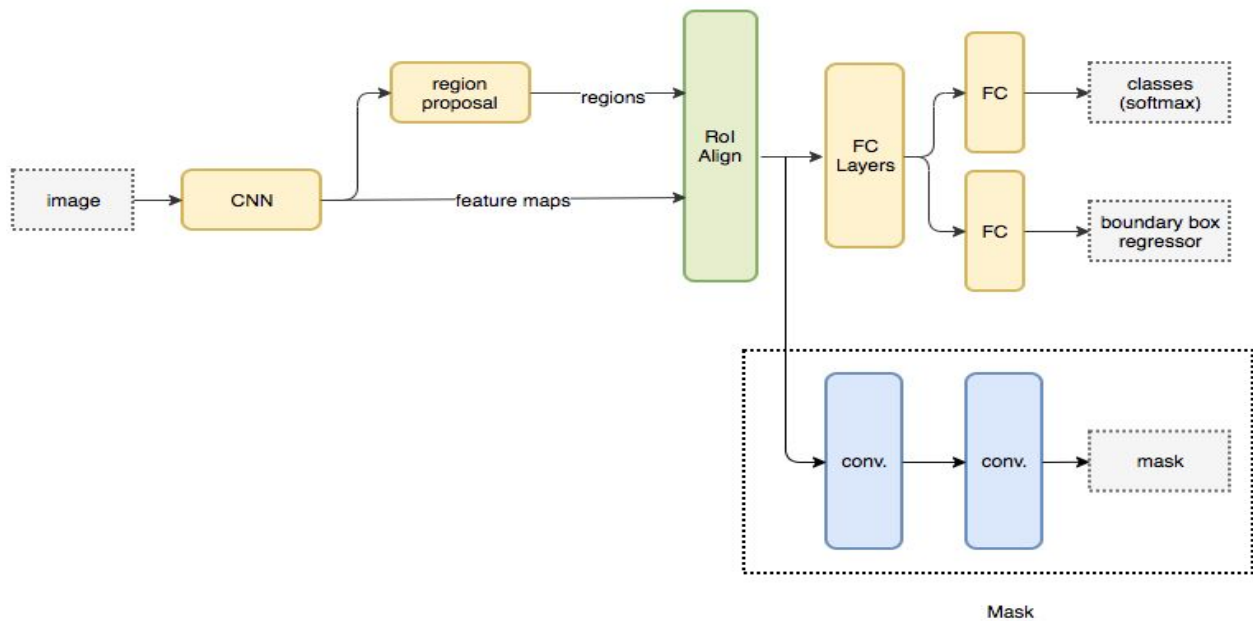 region
proposal
regions
image
CNN
feature maps
RoI
Align
FC
Layers
FC
classes
(softmax)
FC
boundary box
regressor
conv.
conv.
mask
Mask